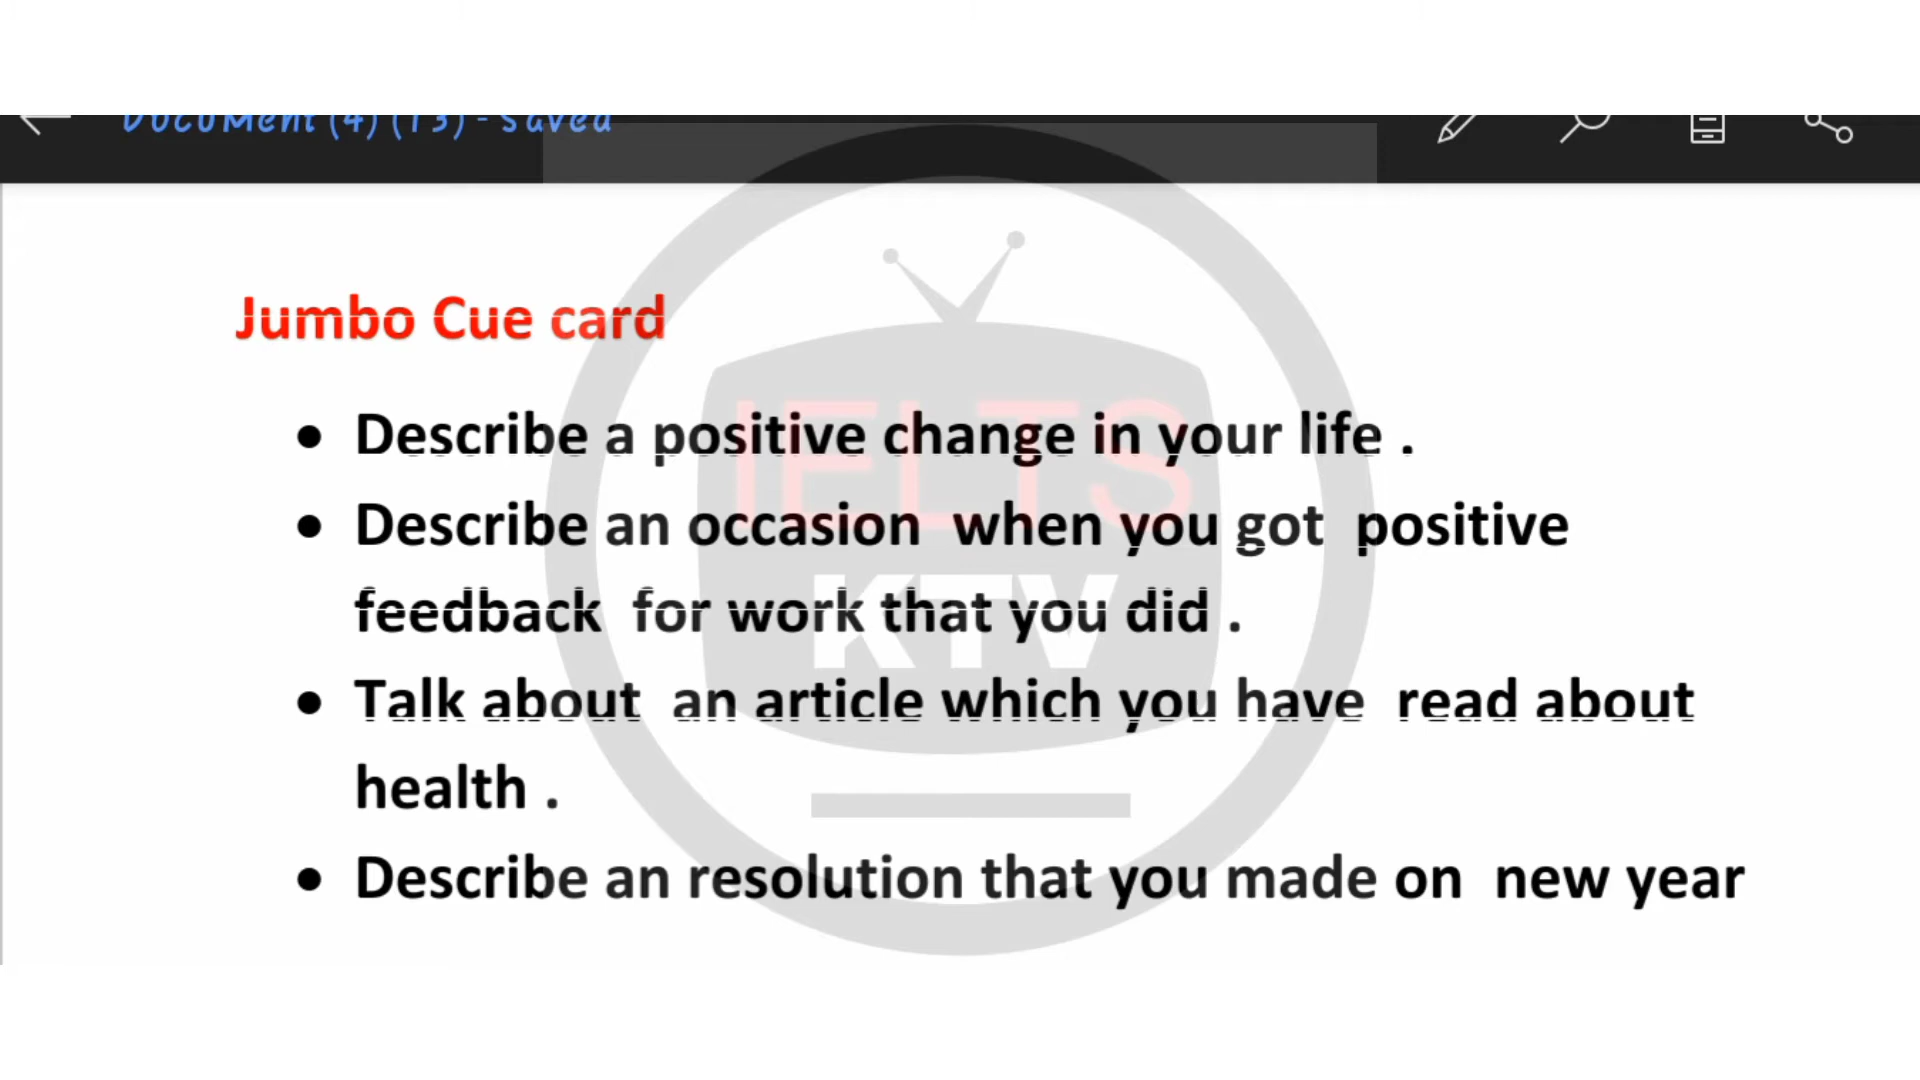 Document (4) (13) - Saved
Jumbo Cue card
• Describe a positive change in your life .
• Describe an occasion when you got positive
feedback for work that you did .
• Talk about an article which you have read about
health .
• Describe an resolution that you made on new year
IELTS
KTV